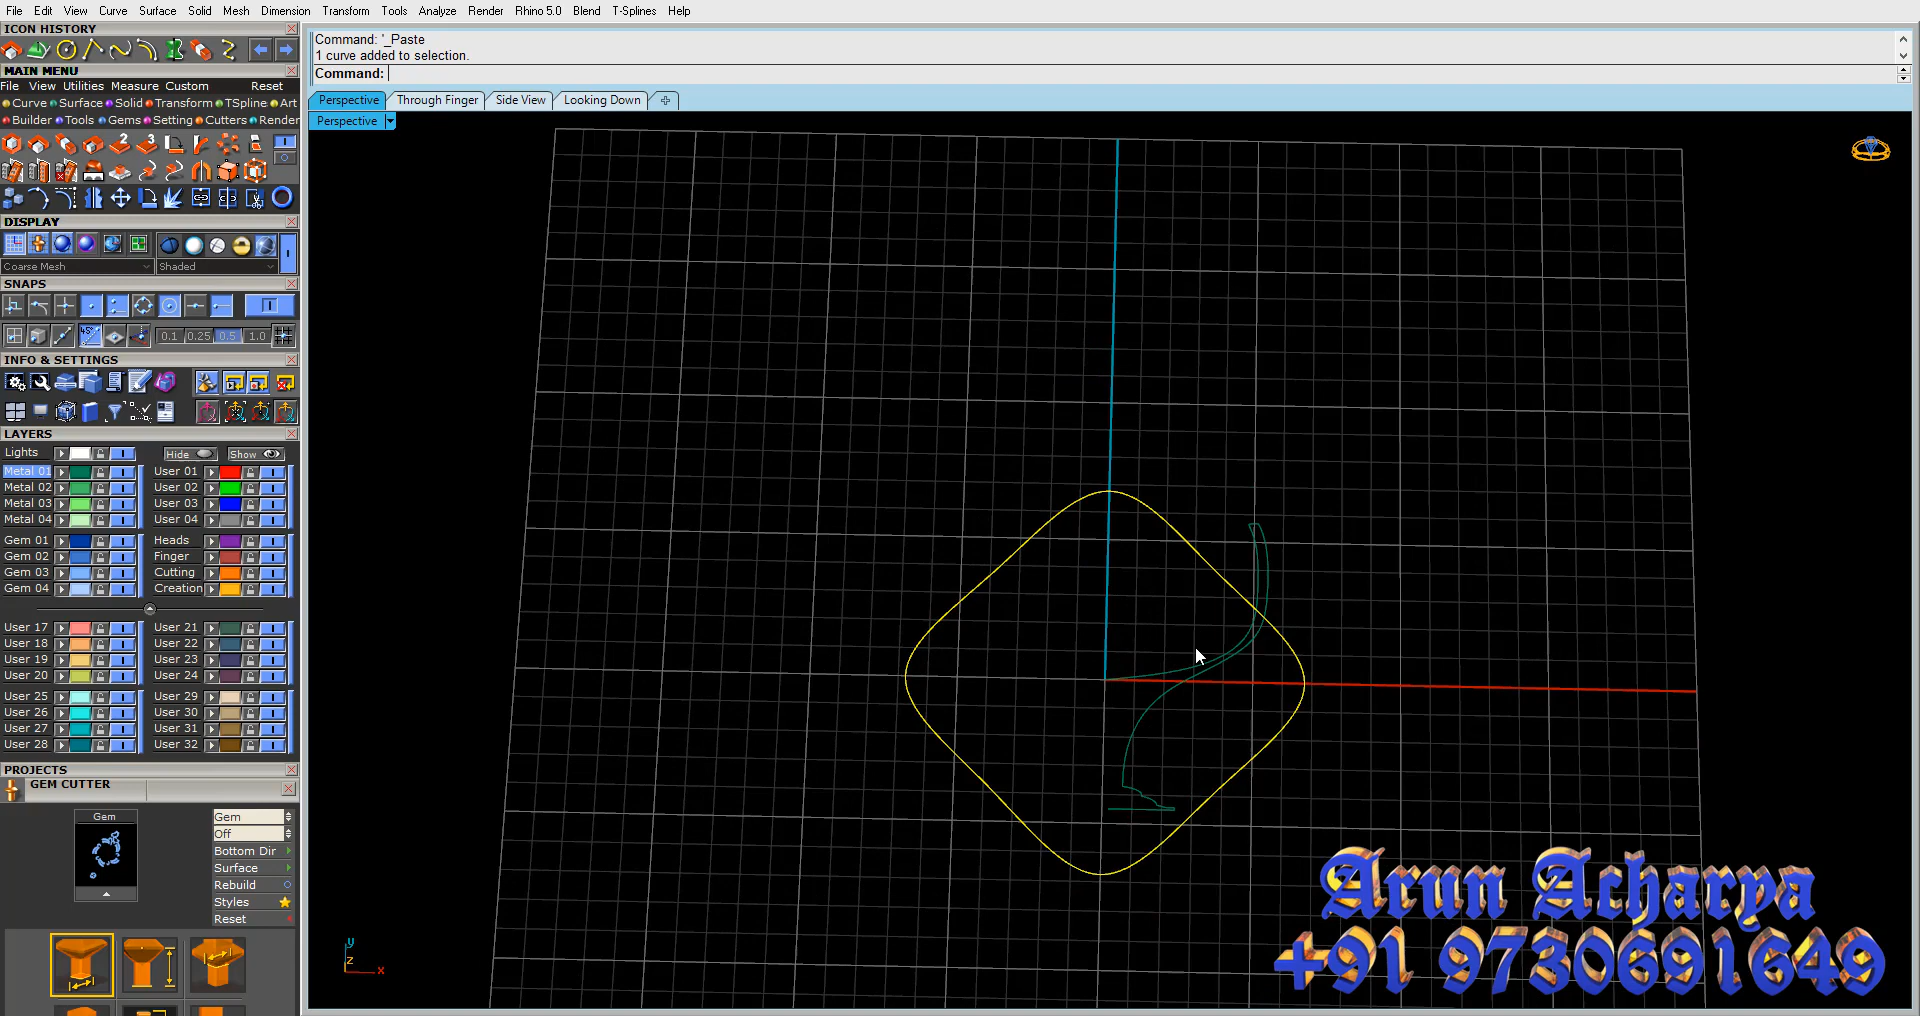 File Edit View Curve Surface Solid Mesh Dimension Transform Tools Analyze Render Rhino 5.0 Blend T-Splines Help
ICON HISTORY
Command: '_Paste
1 curve added to selection.
Command:
MAIN MENU
File View Utilities Measure Custom Reset
Curve Surface Solid Transform TSpline Art
Builder Tools Gems Setting Cutters Render
Perspective Through Finger Side View Looking Down
Perspective
DISPLAY
Coarse Mesh Shaded
SNAPS
45°
0.1 0.25 0.5 1.0
INFO & SETTINGS
LAYERS
Lights Hide Show
Metal 01 User 01
Metal 02 User 02
Metal 03 User 03
Metal 04 User 04
Gem 01 Heads
Gem 02 Finger
Gem 03 Cutting
Gem 04 Creation
User 17 User 21
User 18 User 22
User 19 User 23
User 20 User 24
User 25 User 29
User 26 User 30
User 27 User 31
User 28 User 32
PROJECTS
GEM CUTTER
Gem Gem
Off
Bottom Dir
Surface
Rebuild
Styles
Reset
y
z
x
Arun Acharya
+91 9730691649